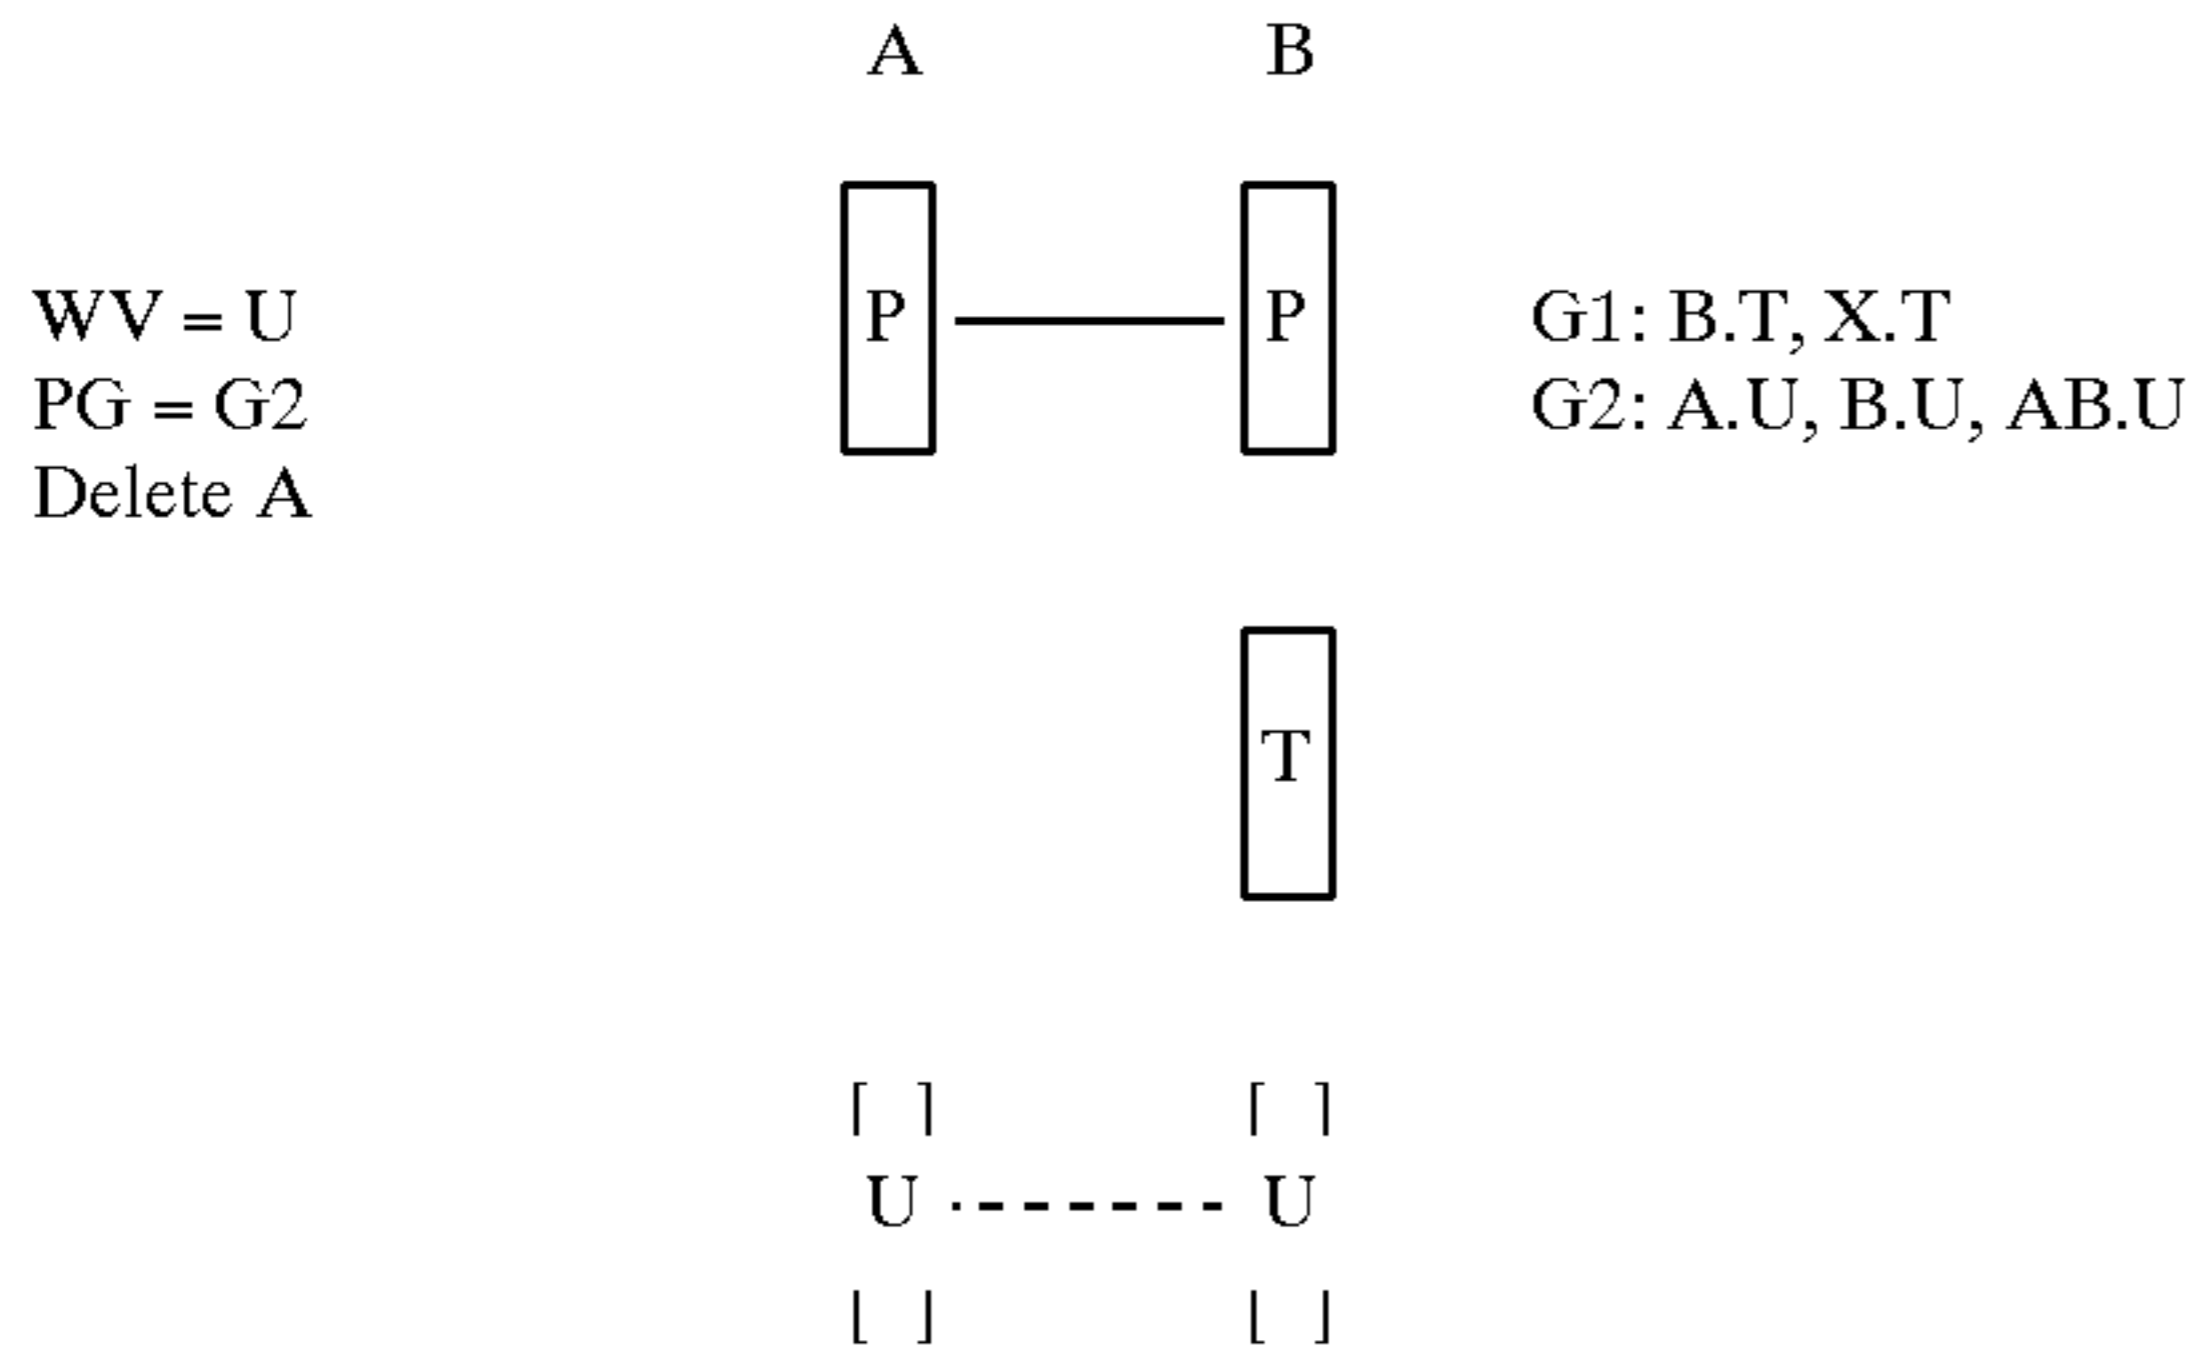 A B
WV = U
PG = G2
Delete A
P P
G1: B.T, X.T
G2: A.U, B.U, AB.U
T
U U